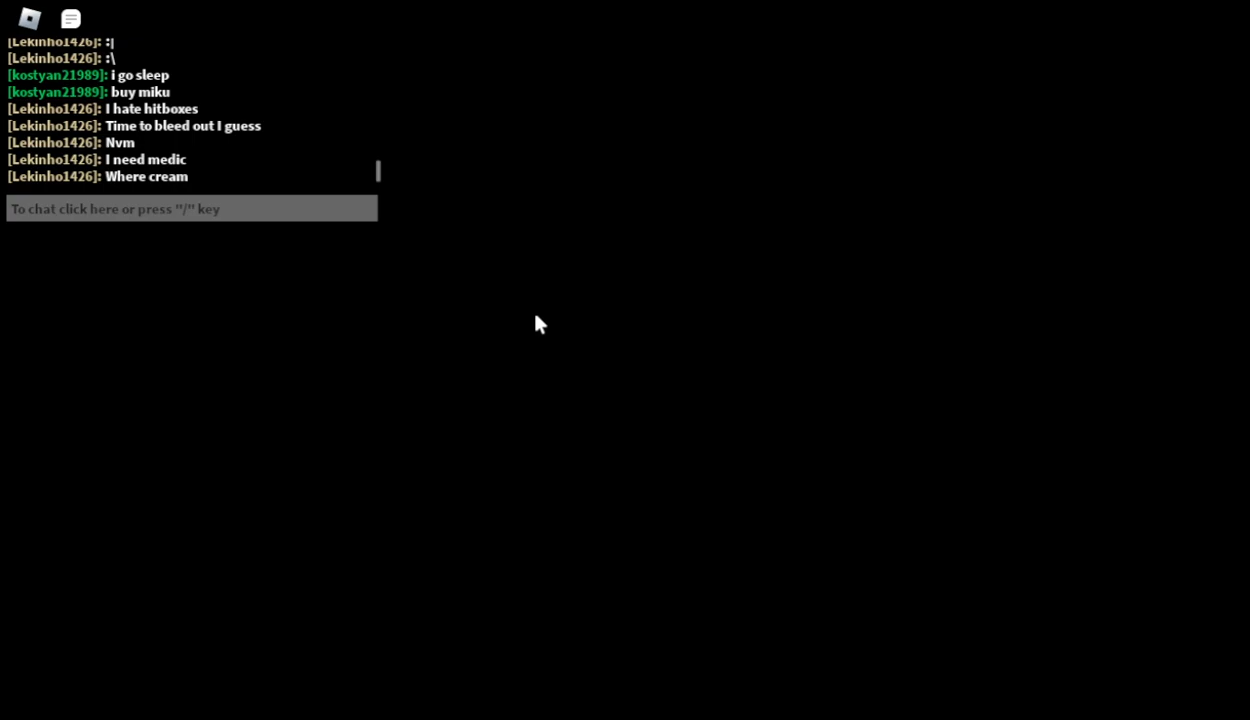 [Lekinho1426]: :|
[Lekinho1426]: :\
[kostyan21989]: i go sleep
[kostyan21989]: buy miku
[Lekinho1426]: I hate hitboxes
[Lekinho1426]: Time to bleed out I guess
[Lekinho1426]: Nvm
[Lekinho1426]: I need medic
[Lekinho1426]: Where cream
To chat click here or press "/" key